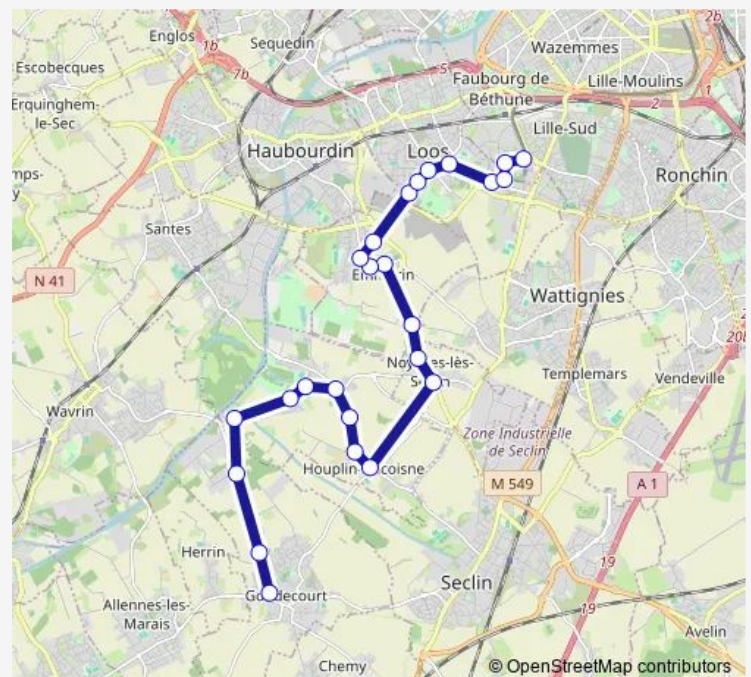 2b
Englos
1b
Sequedin
Wazemmes
7b
5
Escobecques
Faubourg de
Béthune
Lille-Moulins
1
2
Erquinghem-
le-Sec
Lille-Sud
Haubourdin
Loos
Ronchin
Santes
N 41
Wattignies
Templemars
Vendeville
Wavrin
Zone Industrielle
de Seclin
M 549
A 1
Herrin
19
Seclin
Allennes-les-
Marais
19
Avelin
Chemy
© OpenStreetMap contributors